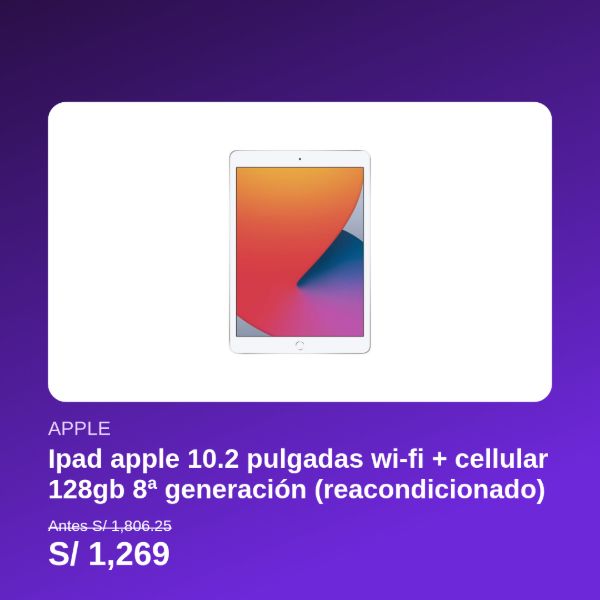 APPLE
Ipad apple 10.2 pulgadas wi-fi + cellular
128gb 8ª generación (reacondicionado)
Antes S/ 1,806.25
S/ 1,269